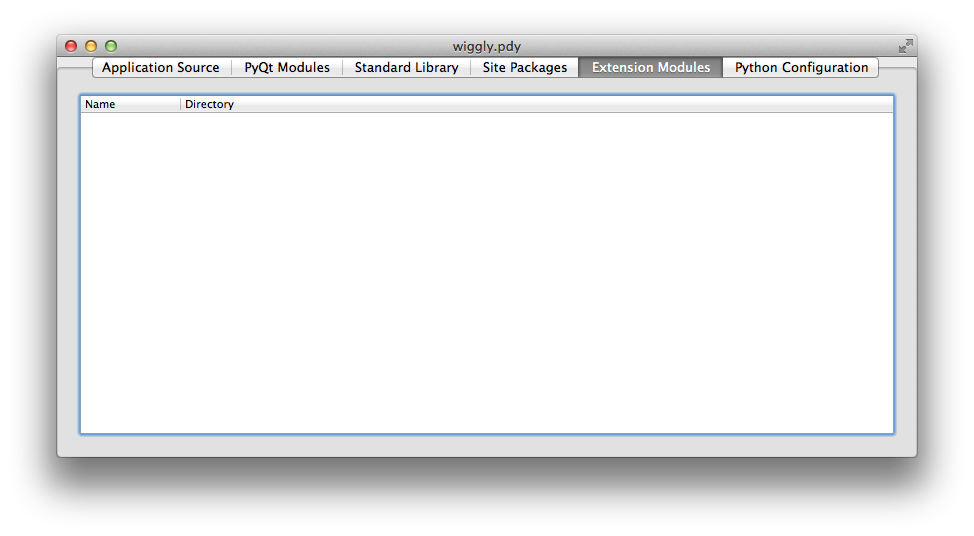 wiggly.pdy
Application Source PyQt Modules Standard Library Site Packages Extension Modules Python Configuration
Name Directory